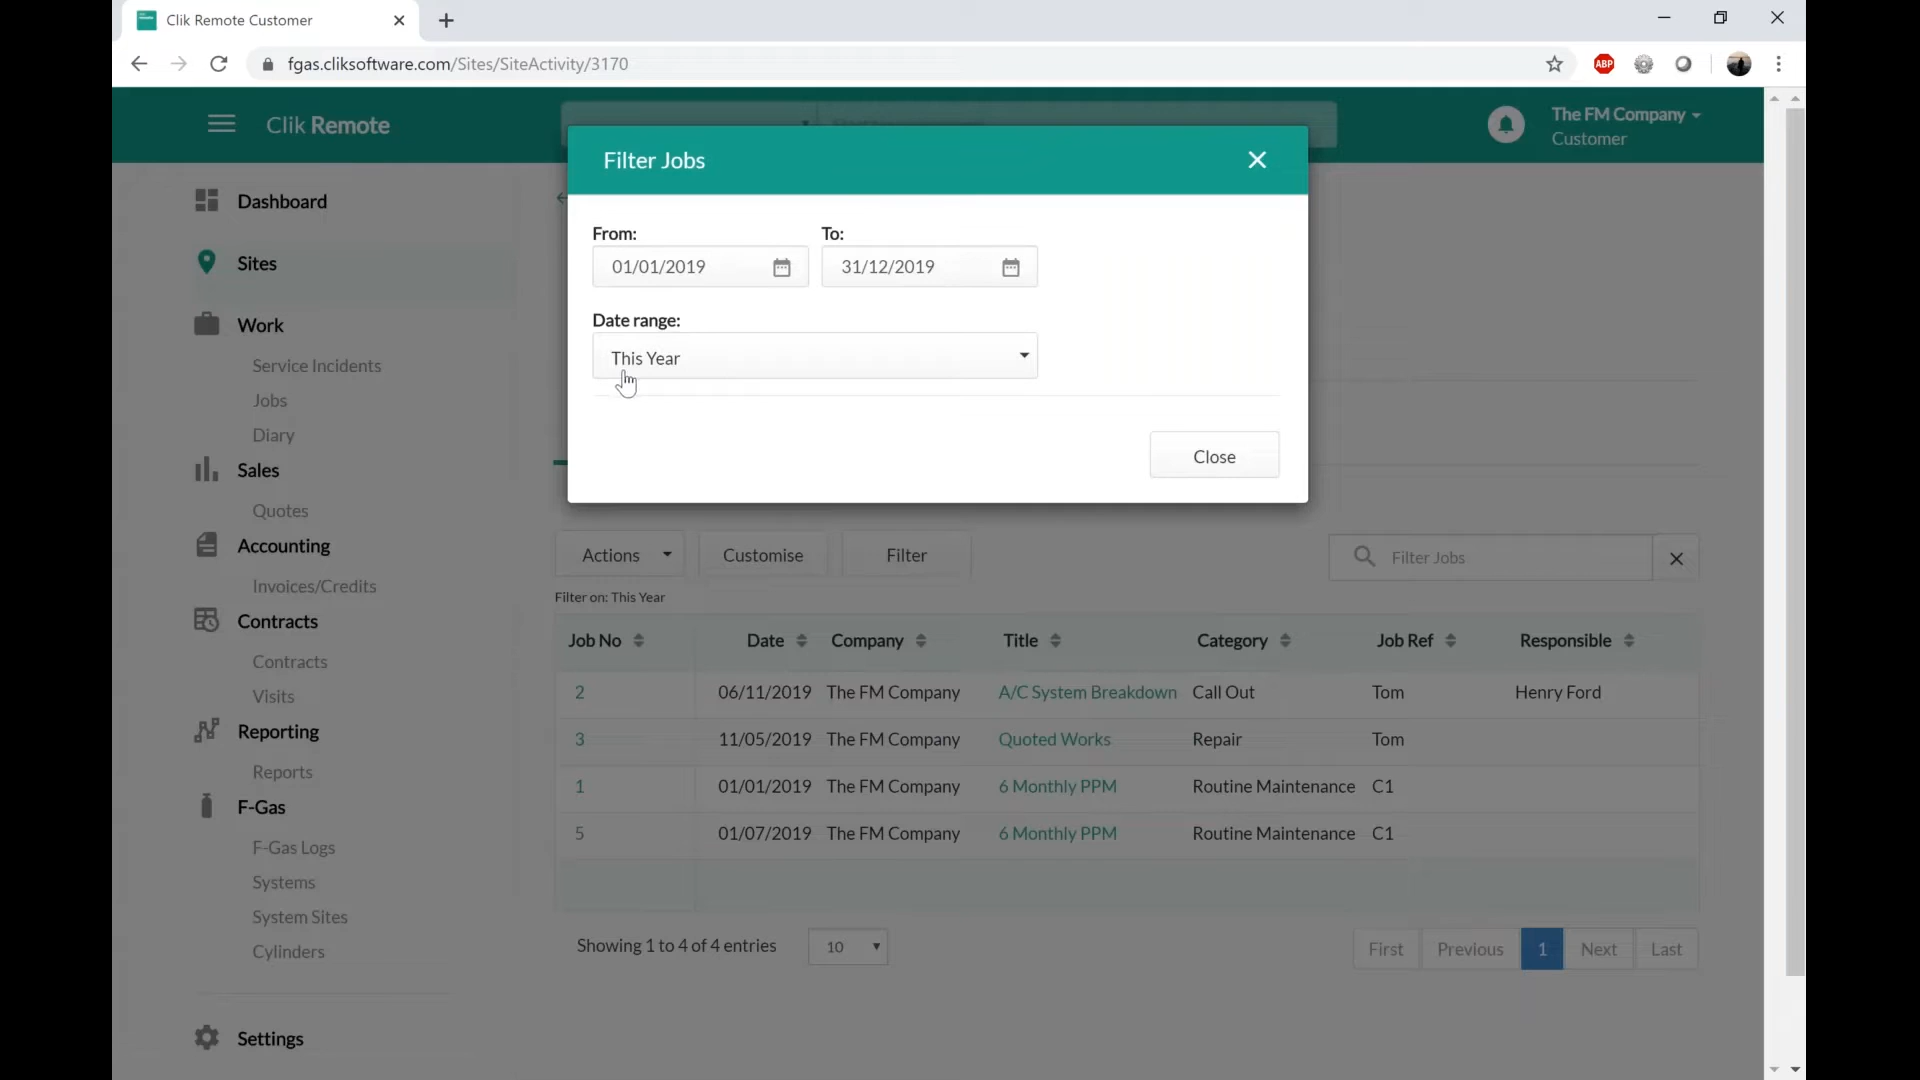 Clik Remote Customer
fgas.cliksoftware.com/Sites/SiteActivity/3170
ABP
Clik Remote
The FM Company
Customer
Dashboard
Sites
Work
Service Incidents
Jobs
Diary
Sales
Quotes
Accounting
Invoices/Credits
Contracts
Contracts
Visits
Reporting
Reports
F-Gas
F-Gas Logs
Systems
System Sites
Cylinders
Settings
Filter Jobs
From: To:
01/01/2019 31/12/2019
Date range:
This Year
Close
Actions Customise Filter Filter Jobs
Filter on: This Year
Job No Date Company Title Category Job Ref Responsible
2 06/11/2019 The FM Company A/C System Breakdown Call Out Tom Henry Ford
3 11/05/2019 The FM Company Quoted Works Repair Tom
1 01/01/2019 The FM Company 6 Monthly PPM Routine Maintenance C1
5 01/07/2019 The FM Company 6 Monthly PPM Routine Maintenance C1
Showing 1 to 4 of 4 entries 10 First Previous 1 Next Last